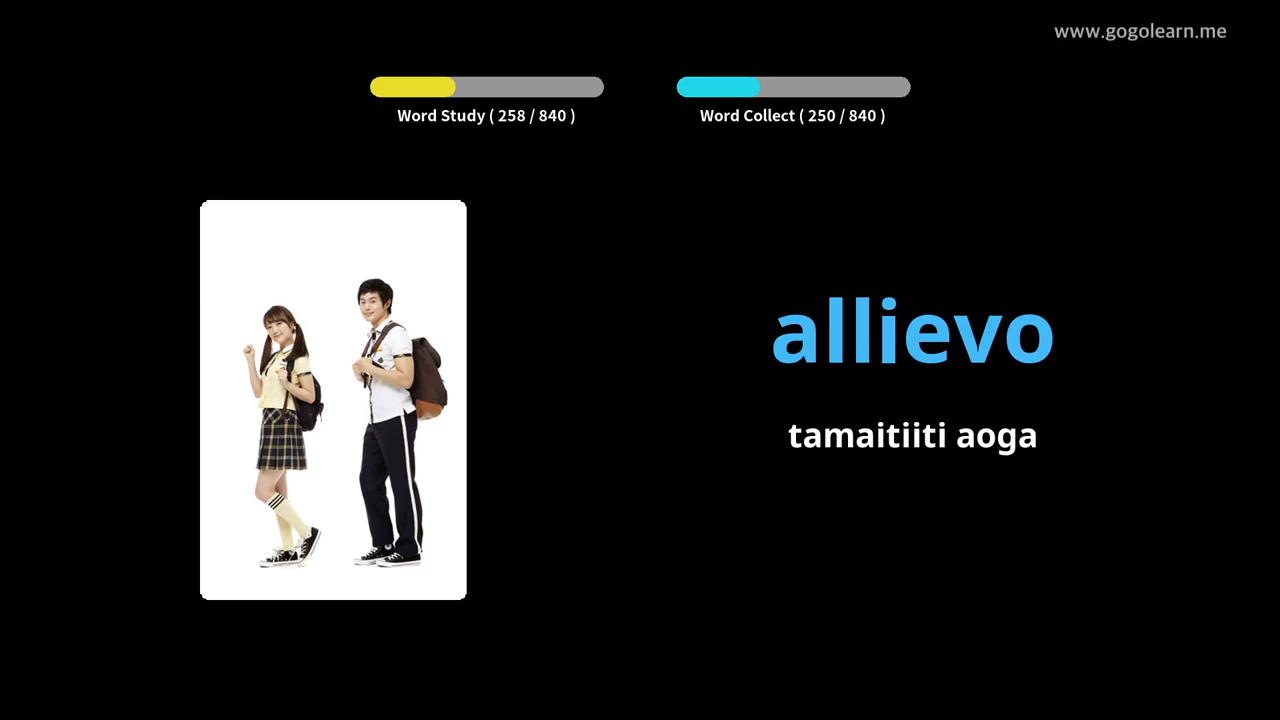 www.gogolearn.me
Word Study ( 258 / 840 )
Word Collect ( 250 / 840 )
allievo
tamaitiiti aoga